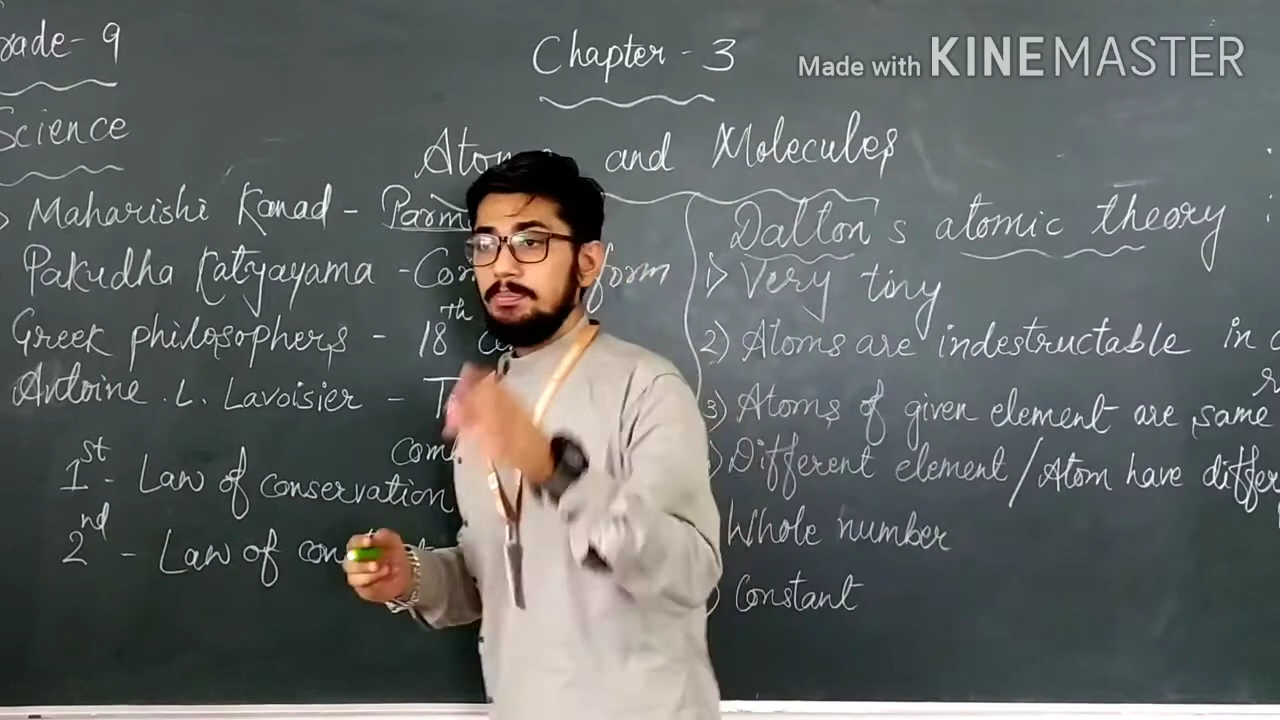 rade-9
Science
Chapter-3
Made with KINEMASTER
Atoms and Molecules
Maharishi Kanad - Parm
Pakudha Katyayama - Con form
Greek philosophers - 18th
Antoine. L. Lavoisier - T
com
1st - Law of conservation
2nd - Law of con
Dalton's atomic theory :
1) Very tiny
2) Atoms are indestructable in
3) Atoms of given element are same
Different element/Atom have differ
Whole number
Constant